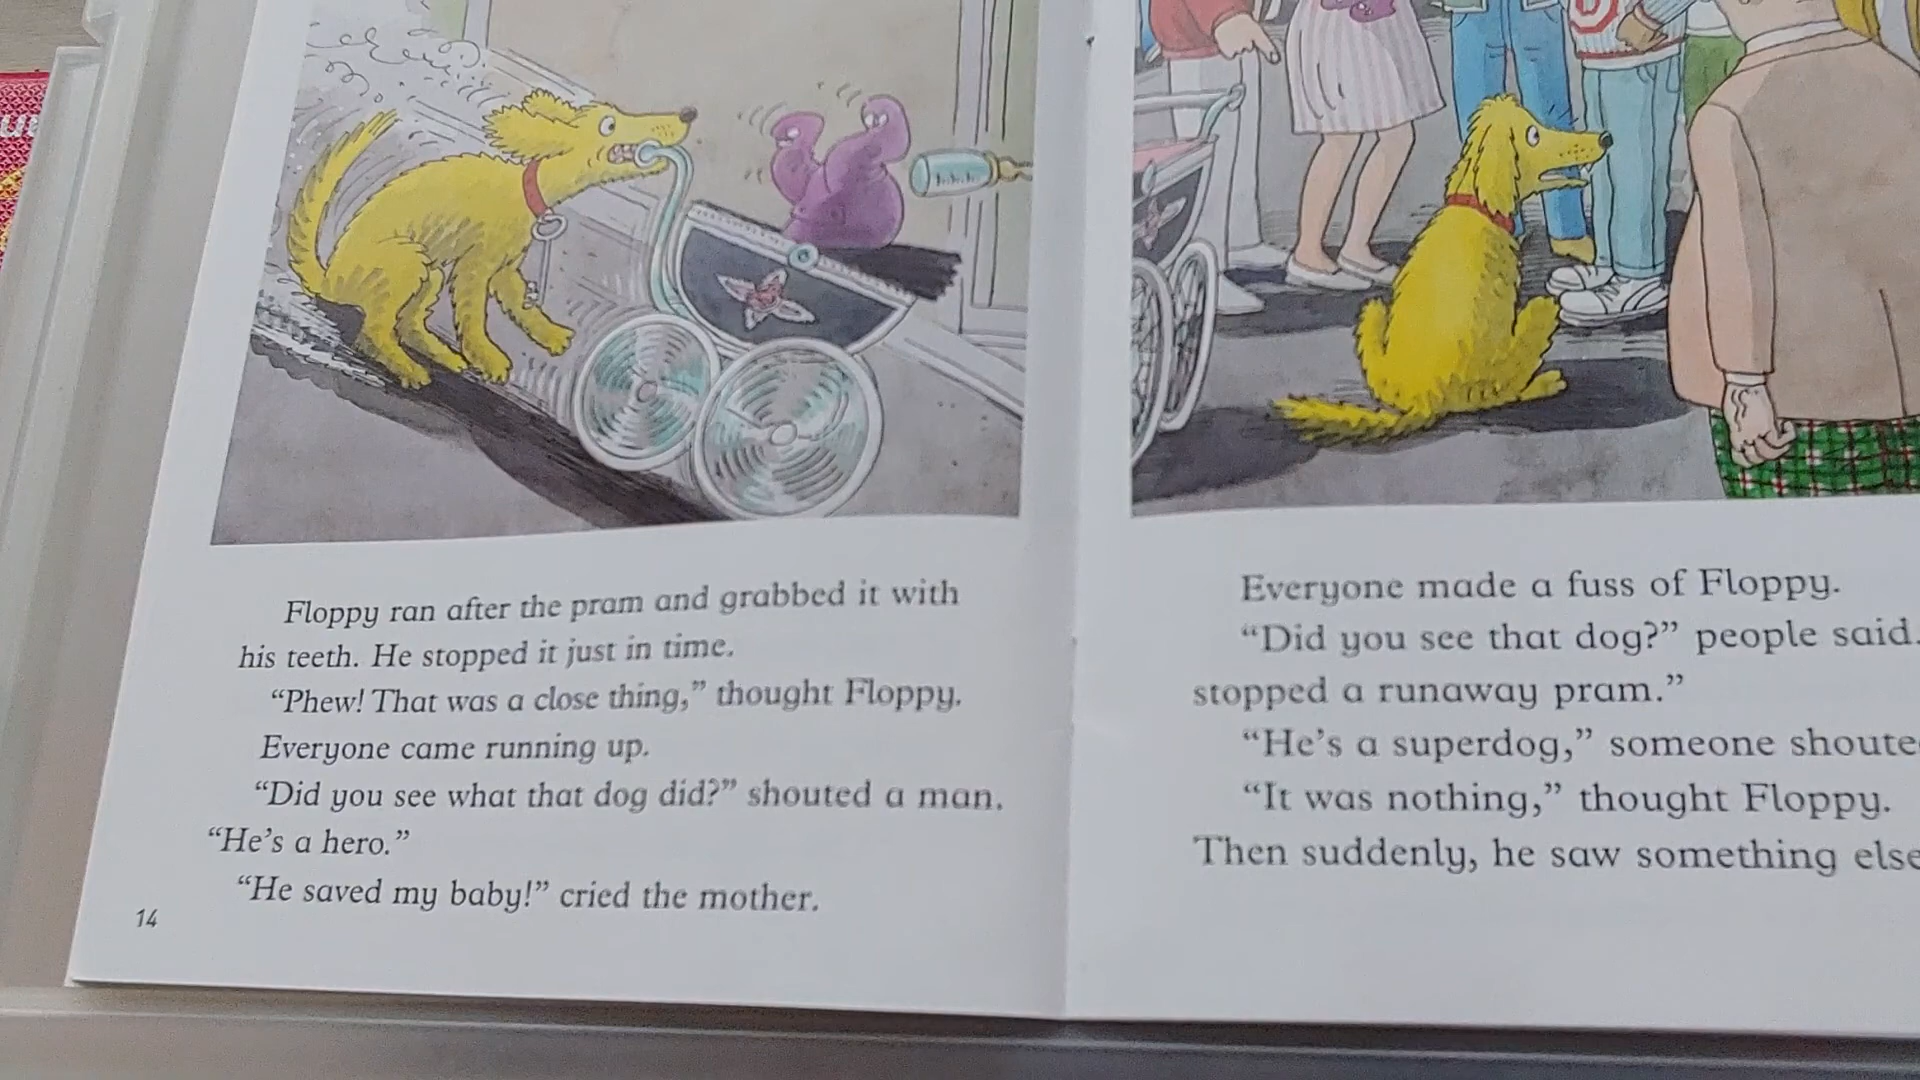 Floppy ran after the pram and grabbed it with
his teeth. He stopped it just in time.
“Phew! That was a close thing,” thought Floppy.
Everyone came running up.
“Did you see what that dog did?” shouted a man.
“He’s a hero.”
“He saved my baby!” cried the mother.
14
Everyone made a fuss of Floppy.
“Did you see that dog?” people said.
stopped a runaway pram.”
“He’s a superdog,” someone shoute
“It was nothing,” thought Floppy.
Then suddenly, he saw something else